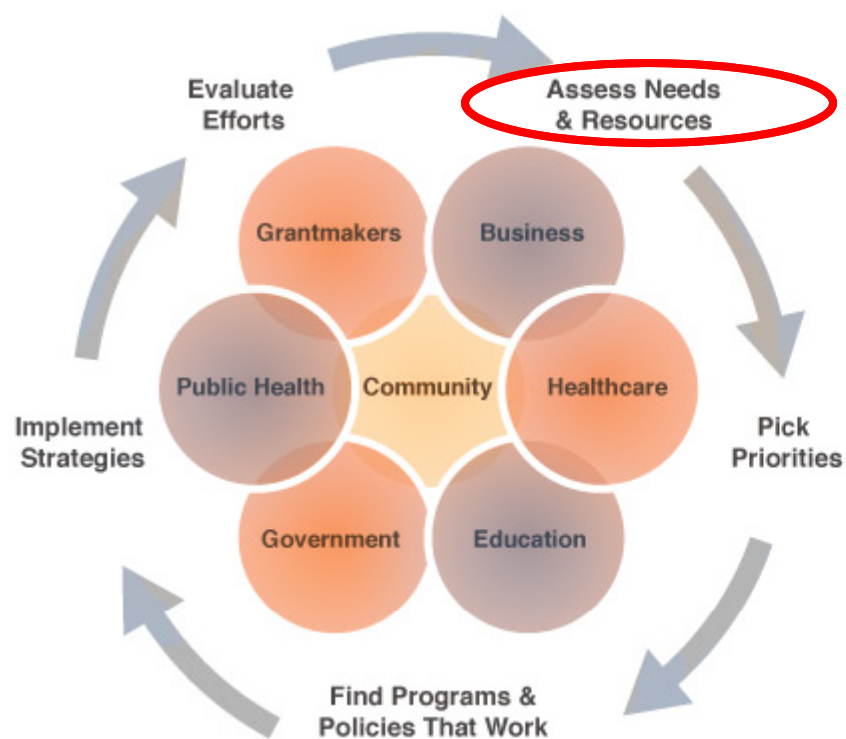 Evaluate
Efforts
Assess Needs
& Resources
Grantmakers
Business
Public Health
Community
Healthcare
Implement
Strategies
Pick
Priorities
Government
Education
Find Programs &
Policies That Work